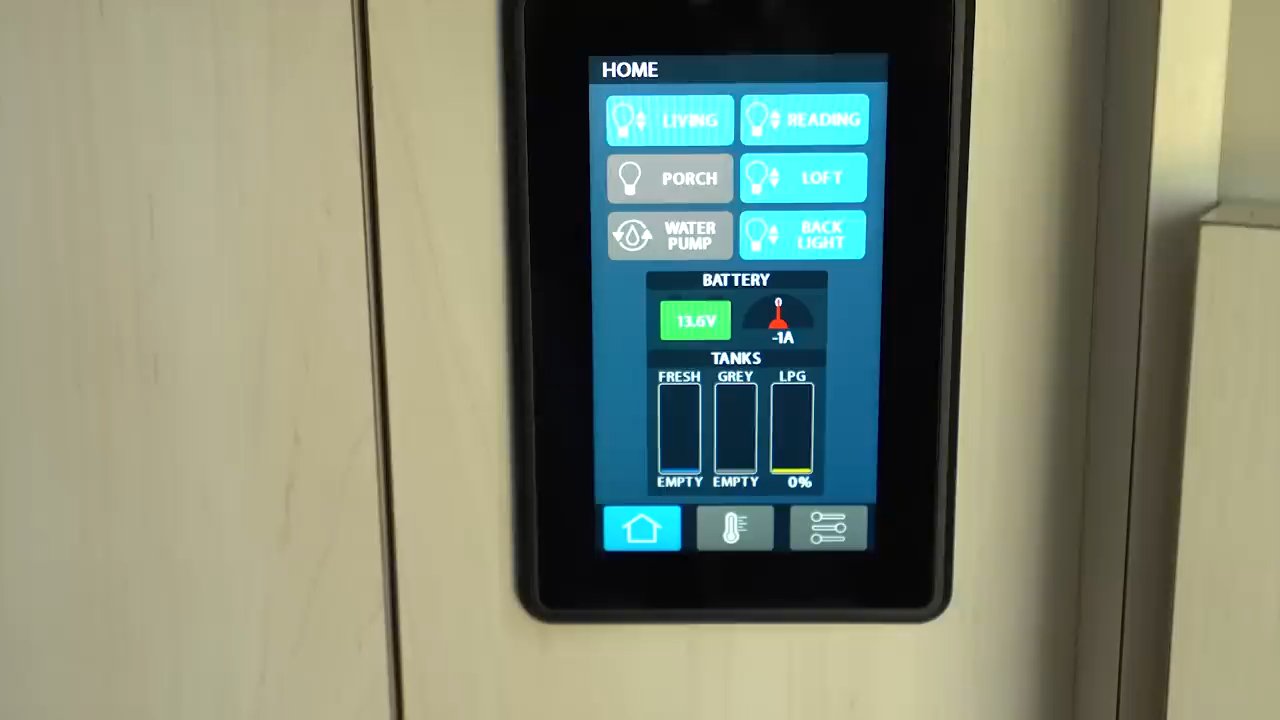 HOME
LIVING
READING
PORCH
LOFT
WATER
PUMP
BACK
LIGHT
BATTERY
13.6V
0
-1A
TANKS
FRESH GREY LPG
EMPTY EMPTY 0%